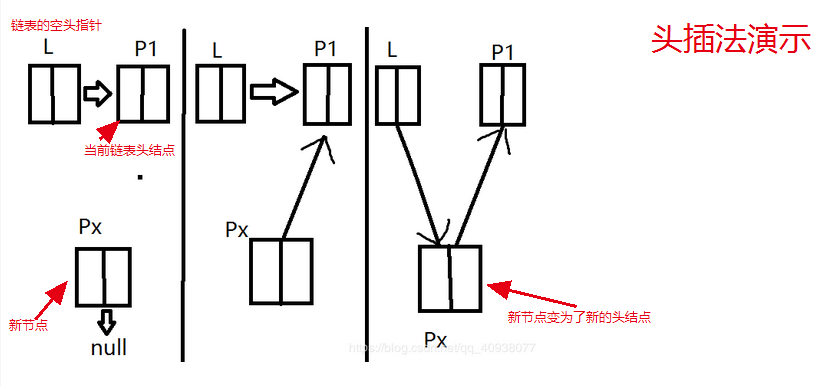 链表的空头指针
头插法演示
L
P1
当前链表头结点
Px
新节点
null
L
P1
Px
L
P1
新节点变为了新的头结点
Px
https://blog.csdn.net/qq_40938077